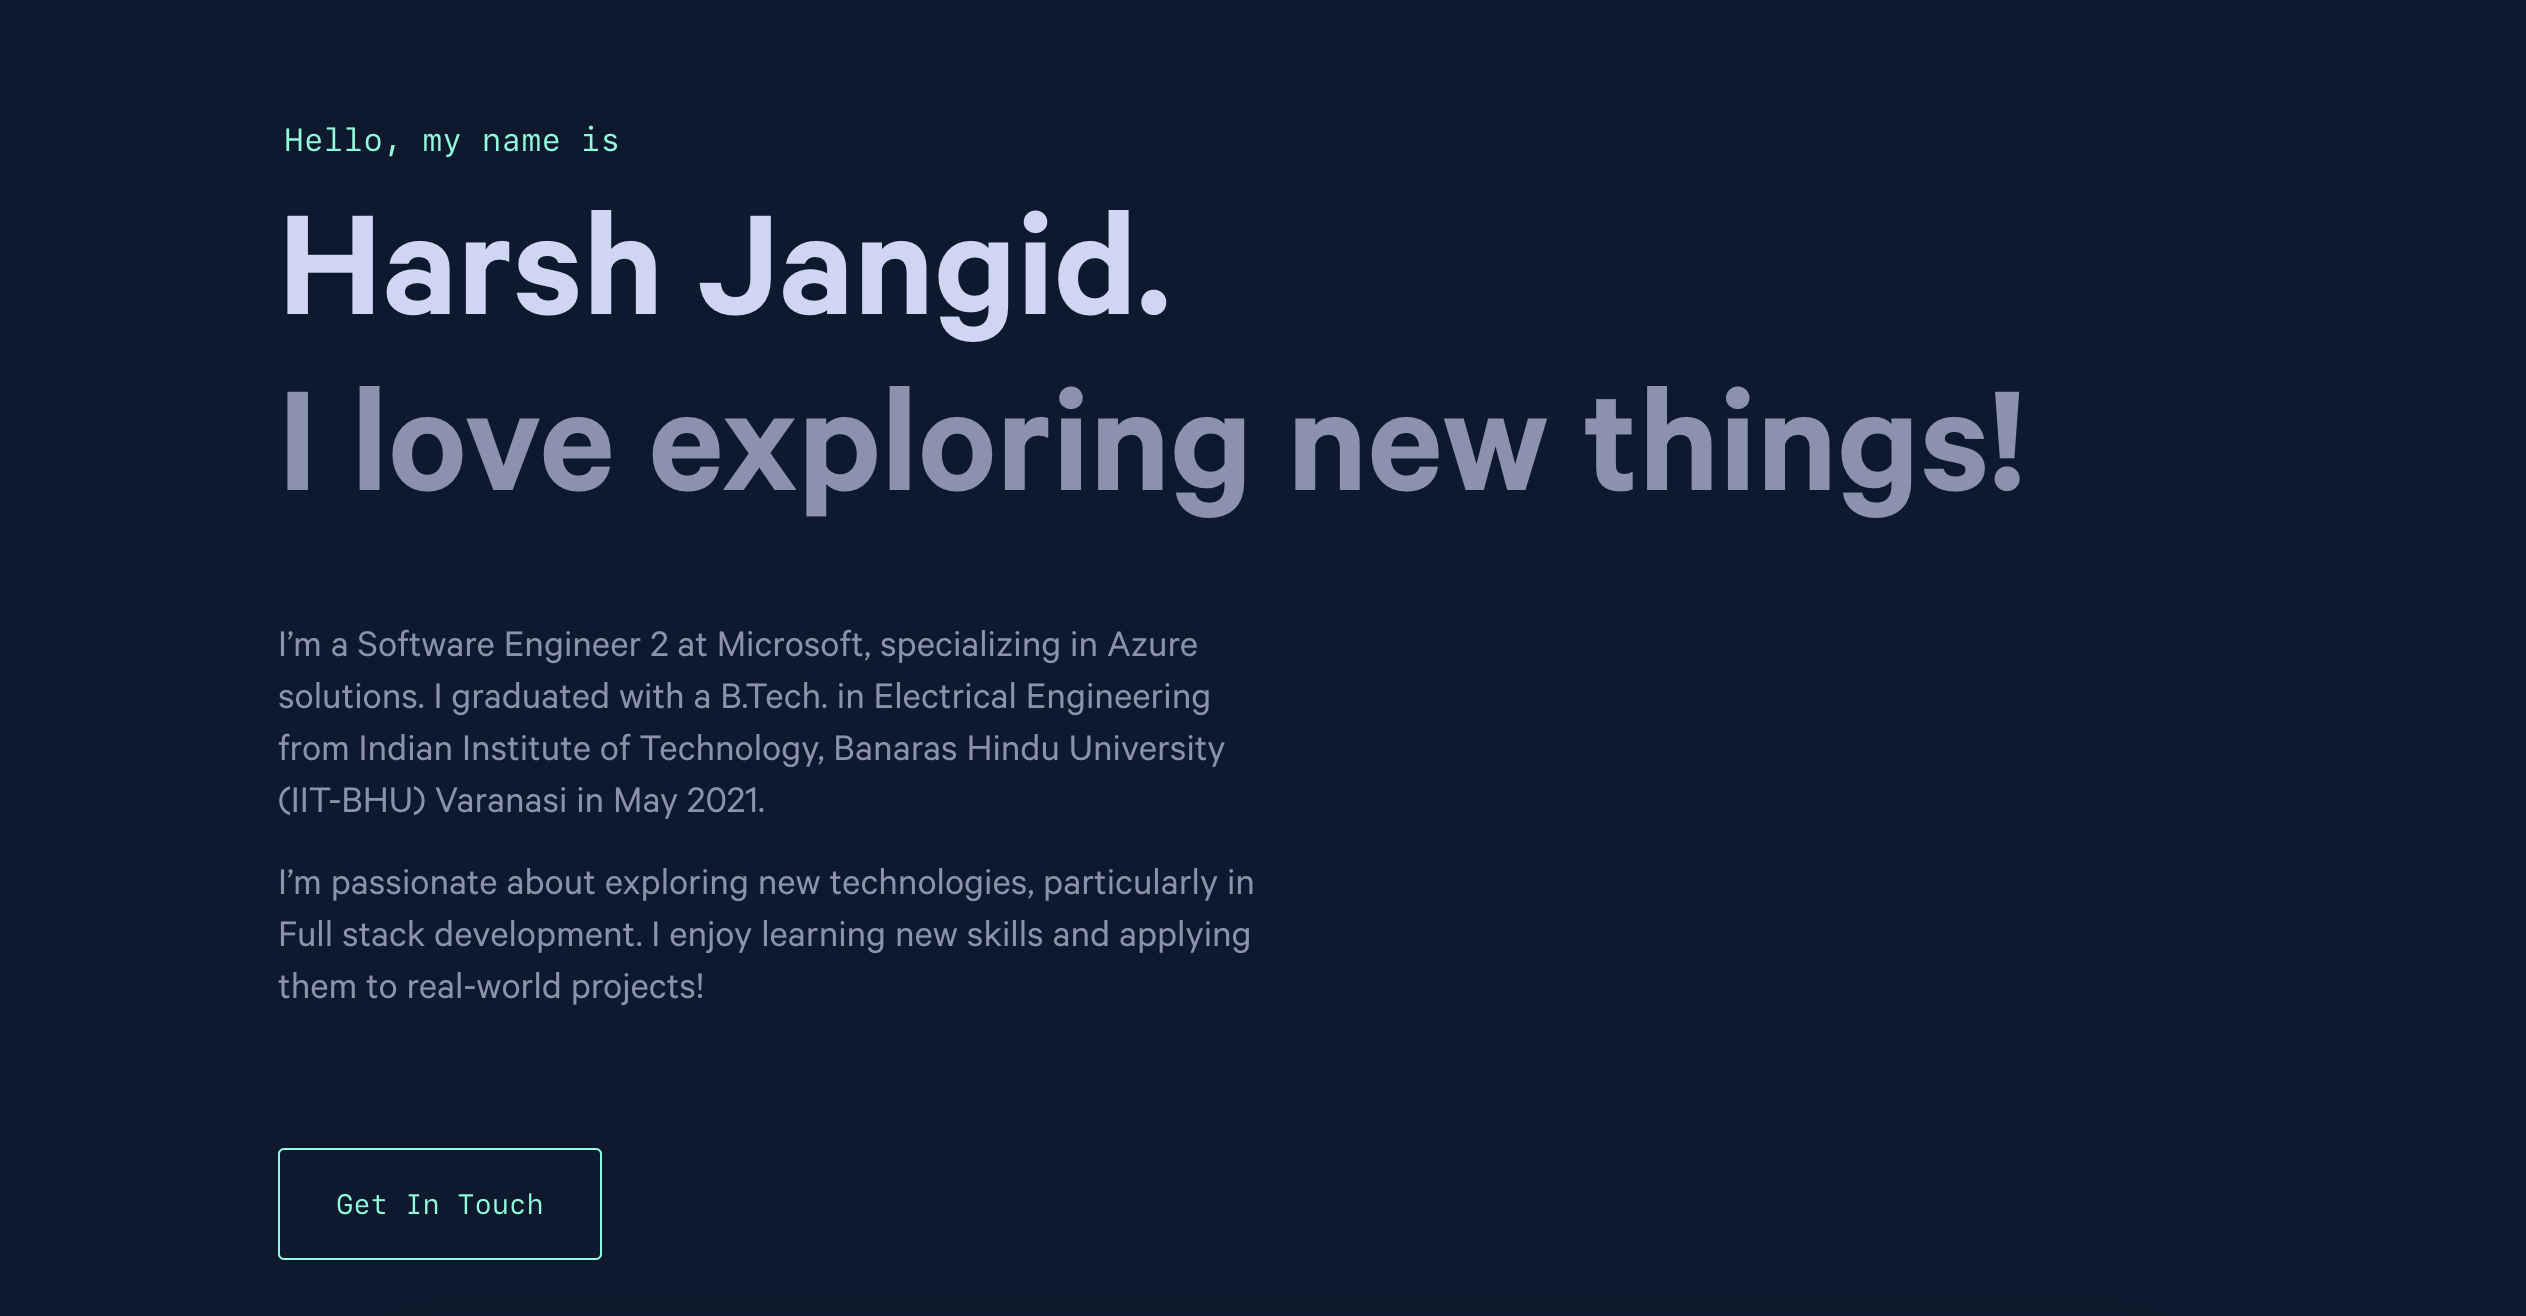 Hello, my name is
Harsh Jangid.
I love exploring new things!
I’m a Software Engineer 2 at Microsoft, specializing in Azure
solutions. I graduated with a B.Tech. in Electrical Engineering
from Indian Institute of Technology, Banaras Hindu University
(IIT-BHU) Varanasi in May 2021.
I’m passionate about exploring new technologies, particularly in
Full stack development. I enjoy learning new skills and applying
them to real-world projects!
Get In Touch